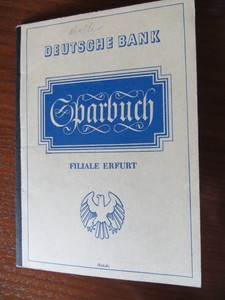 DEUTSCHE BANK
Sparbuch
FILIALE ERFURT